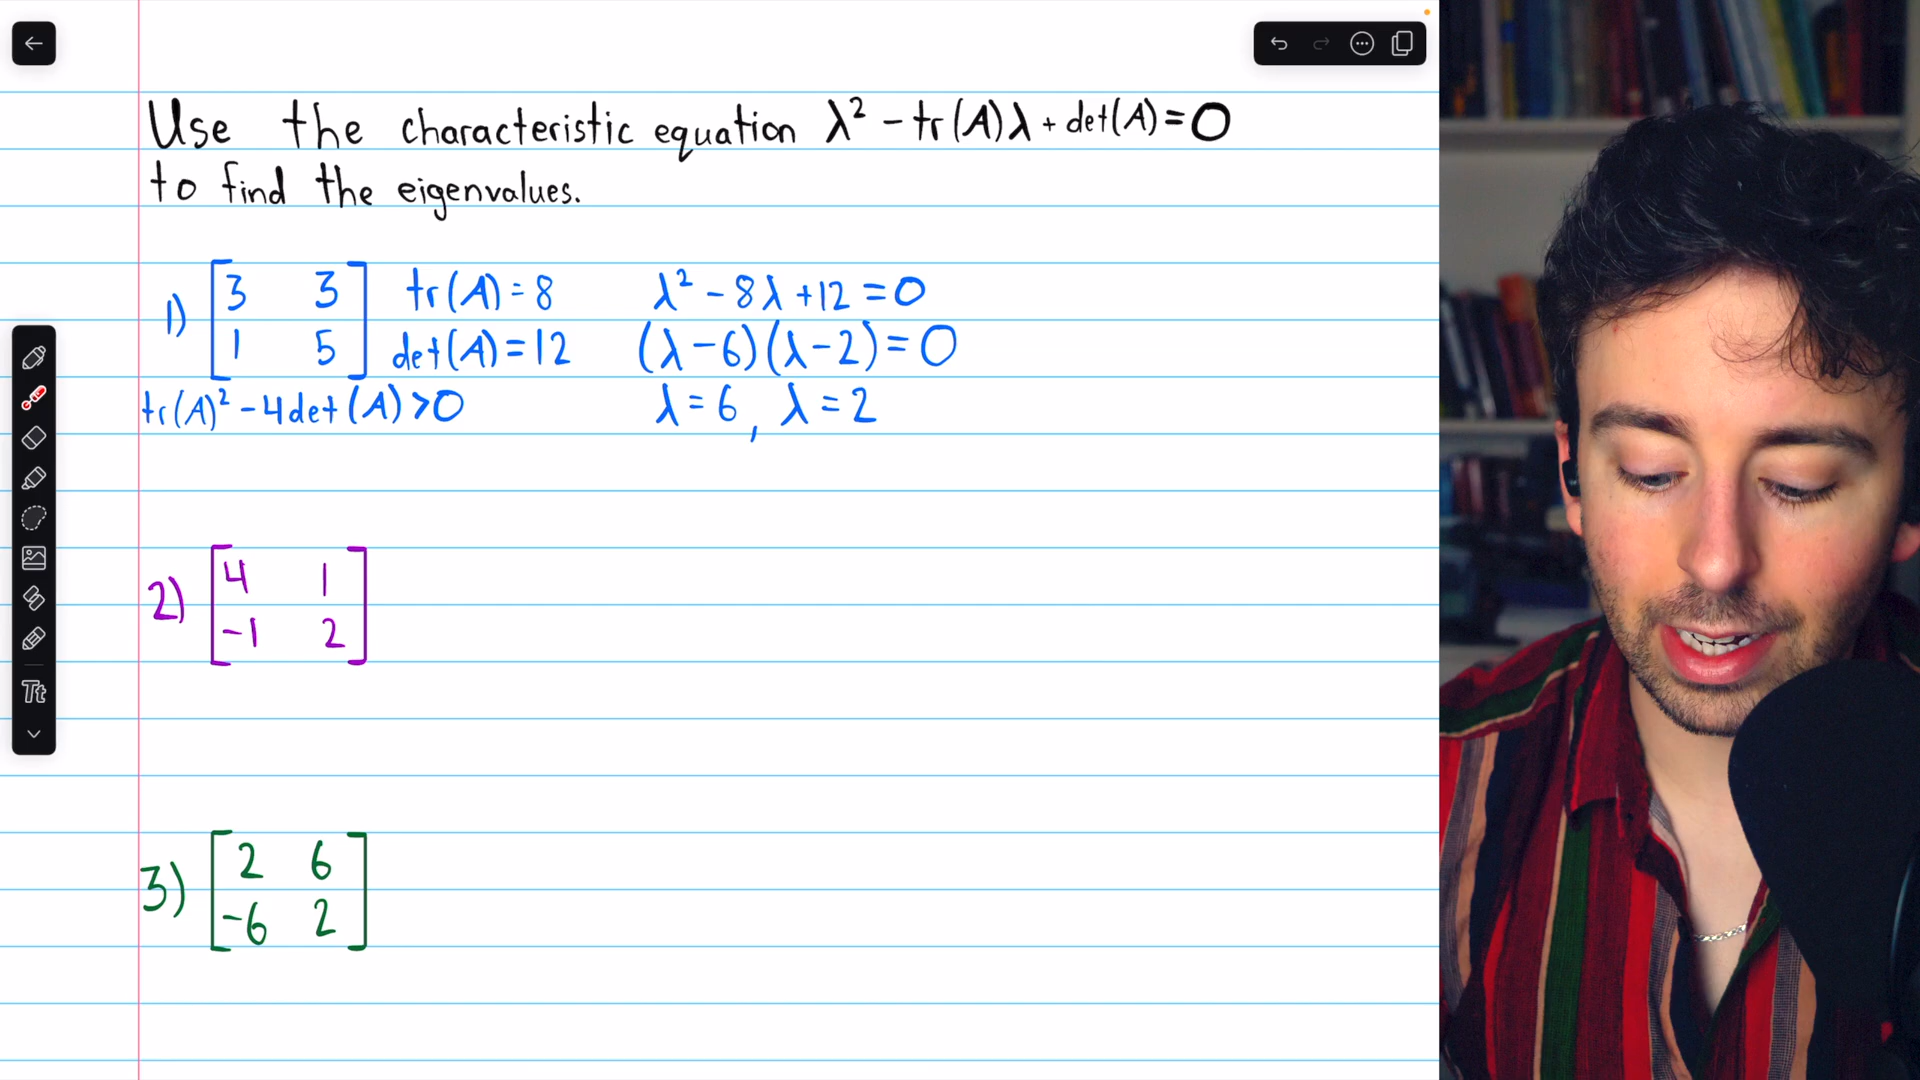 Use the characteristic equation λ² - tr(A)λ + det(A) = 0
to find the eigenvalues.
1) [3 3] tr(A) = 8 λ² - 8λ + 12 = 0
[1 5] det(A) = 12 (λ - 6)(λ - 2) = 0
tr(A)² - 4det(A) > 0 λ = 6, λ = 2
2) [4 1]
[-1 2]
3) [2 6]
[-6 2]
Tt